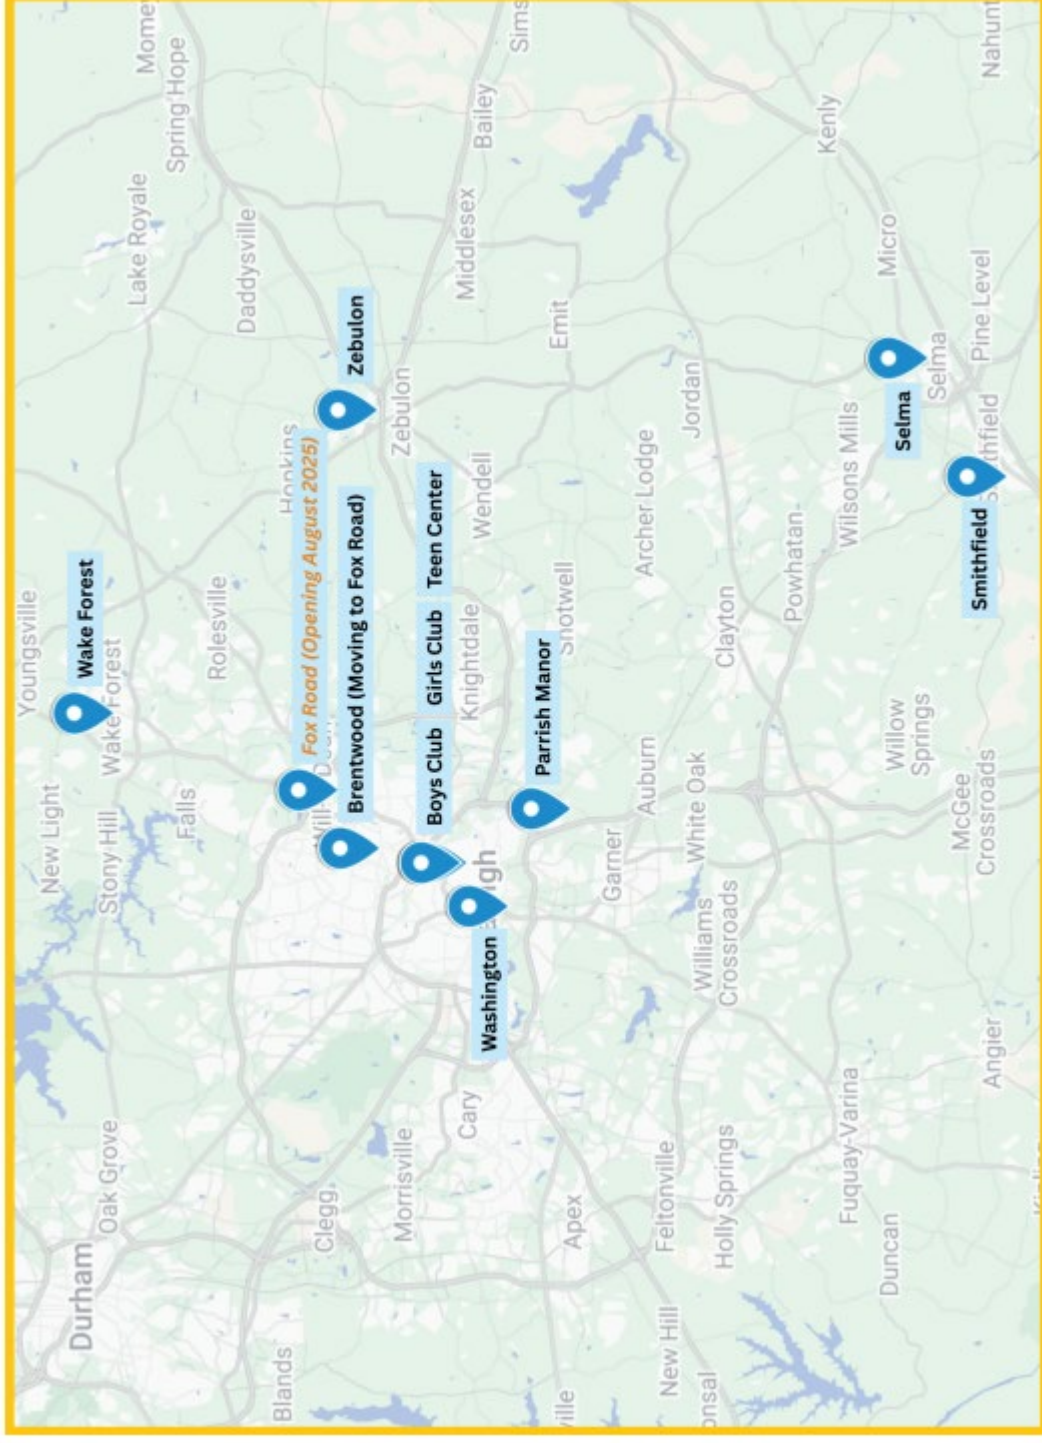 Youngsville
New Light
Durham
Wake Forest
Oak Grove
Stony Hill
Wake Forest
Lake Royale
Spring Hope
Falls
Rolesville
Daddysville
Blands
Hopkins
Fox Road (Opening August 2025)
Clegg
Brentwood (Moving to Fox Road)
Zebulon
Morrisville
Zebulon
Boys Club
Girls Club
Teen Center
Cary
Knightdale
Wendell
Middlesex
Bailey
Washington
Parrish Manor
Shotwell
Emit
Apex
Garner
Auburn
Archer Lodge
New Hill
Feltonville
White Oak
Jordan
Williams
Crossroads
Holly Springs
Clayton
Powhatan
Kenly
Fuquay-Varina
Wilsons Mills
Duncan
Willow
Springs
Selma
Micro
Selma
McGee
Crossroads
Smithfield
Angier
Pine Level